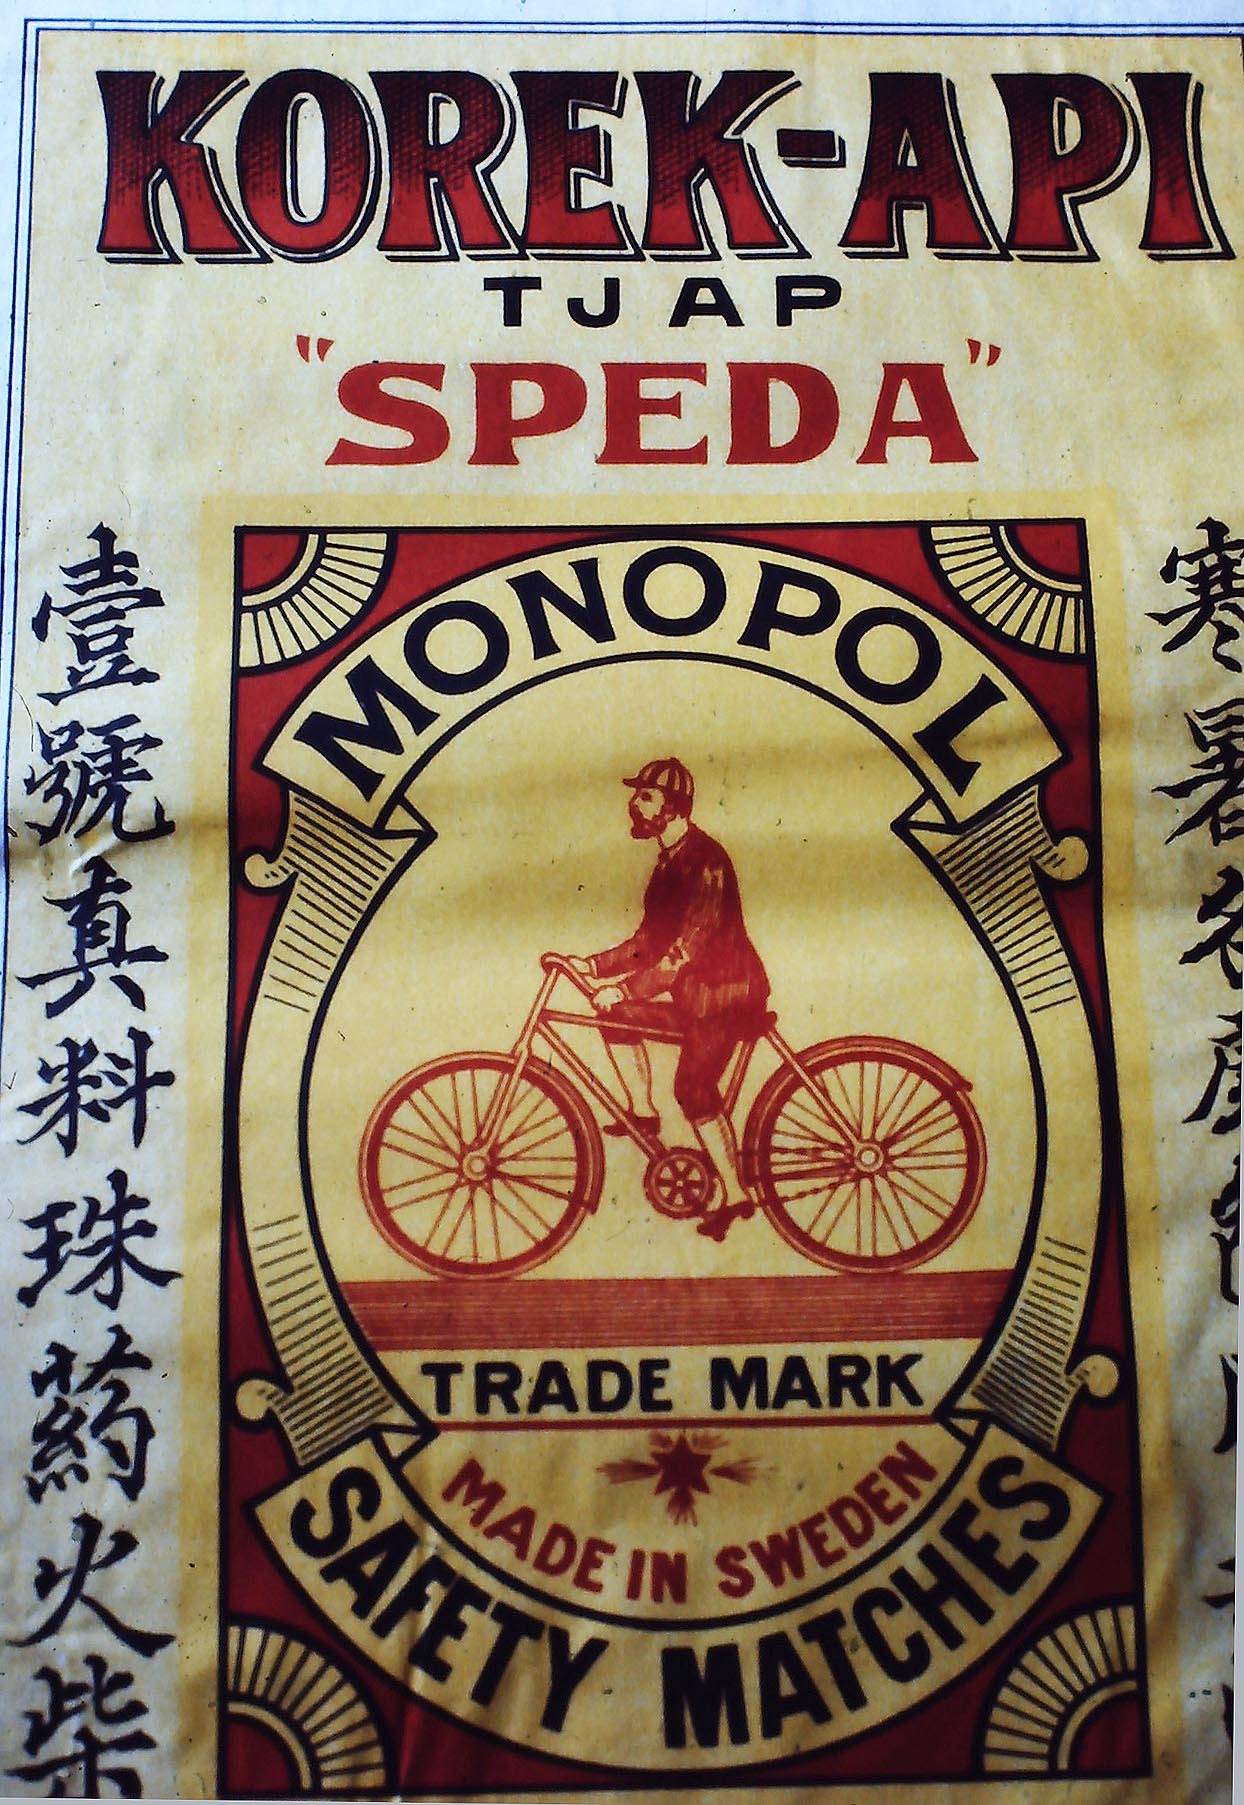 KOREK-API
TJAP
"SPEDA"
MONOPOL
TRADE MARK
MADE IN SWEDEN
SAFETY MATCHES
壹號真料珠葯火柴
寒暑